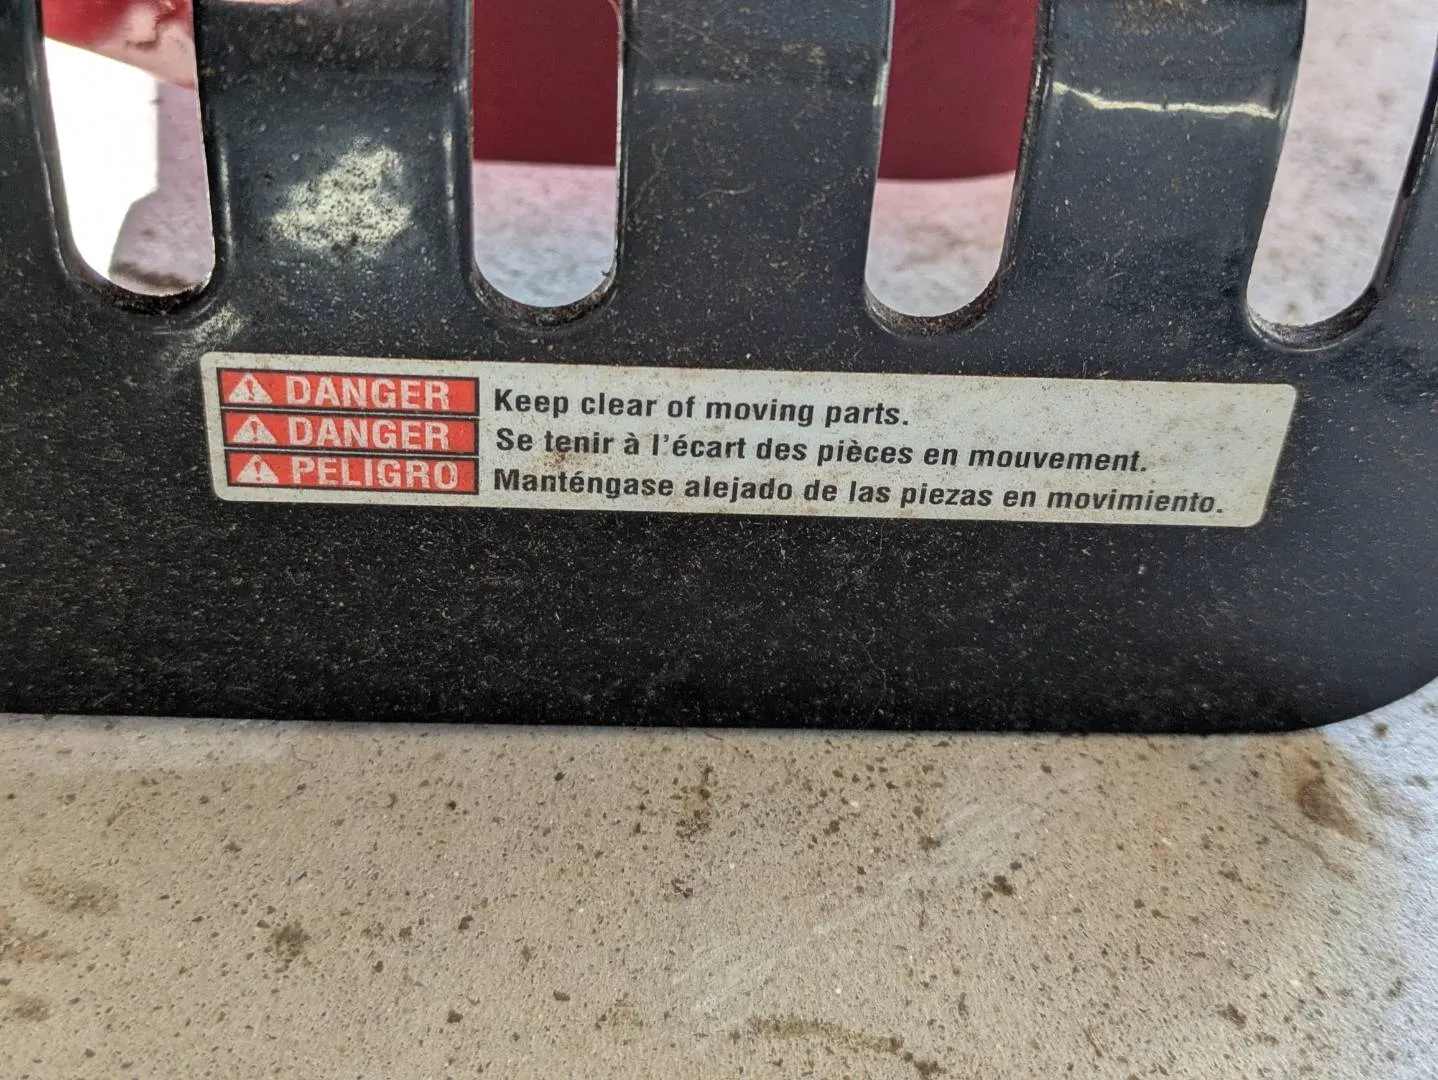 DANGER Keep clear of moving parts.
DANGER Se tenir à l'écart des pièces en mouvement.
PELIGRO Manténgase alejado de las piezas en movimiento.